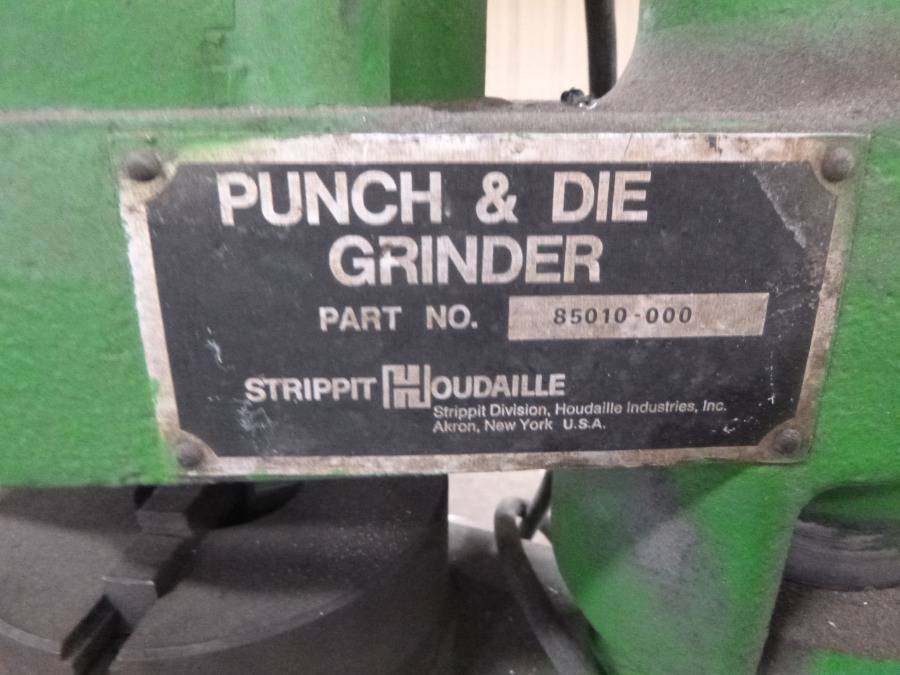 PUNCH & DIE
GRINDER
PART NO. 85010-000
STRIPPIT HOUDAILLE
Strippit Division, Houdaille Industries, Inc.
Akron, New York U.S.A.